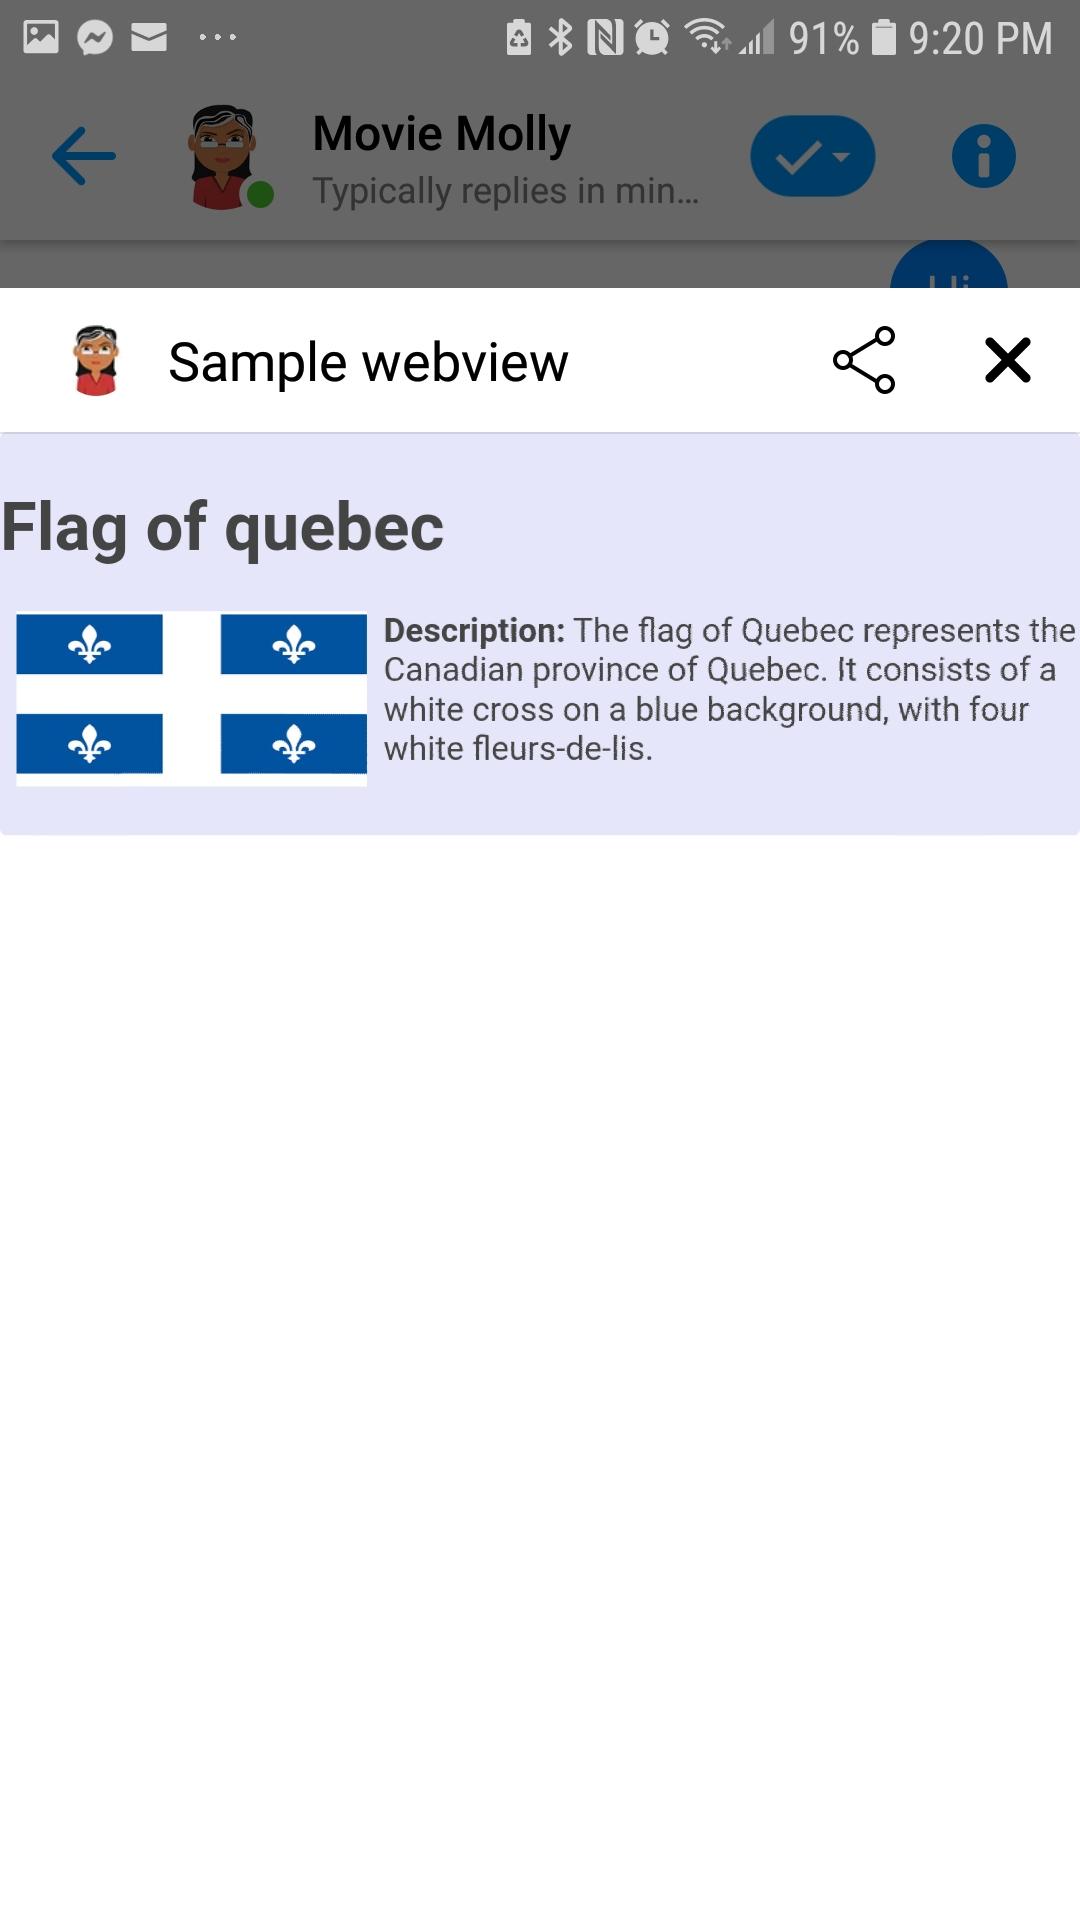 91% 9:20 PM
Movie Molly
Typically replies in min...
Hi
Sample webview
Flag of quebec
Description: The flag of Quebec represents the
Canadian province of Quebec. It consists of a
white cross on a blue background, with four
white fleurs-de-lis.